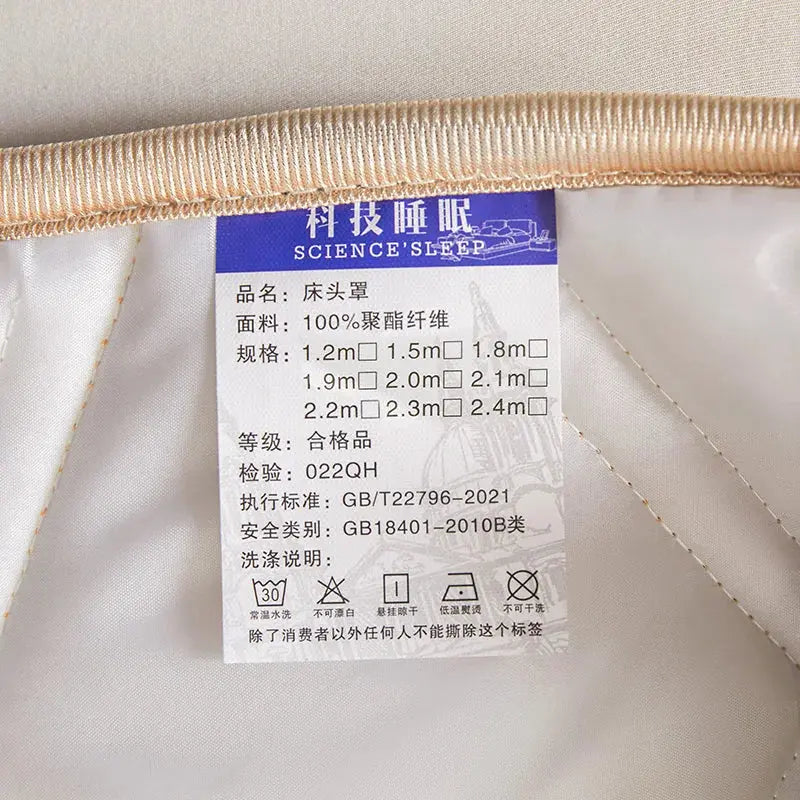 科技睡眠
SCIENCE'SLEEP
品名：床头罩
面料：100%聚酯纤维
规格：1.2m□ 1.5m□ 1.8m□
1.9m□ 2.0m□ 2.1m□
2.2m□ 2.3m□ 2.4m□
等级：合格品
检验：022QH
执行标准：GB/T22796-2021
安全类别：GB18401-2010B类
洗涤说明：
30
常温水洗 不可漂白 悬挂晾干 低温熨烫 不可干洗
除了消费者以外任何人不能撕除这个标签